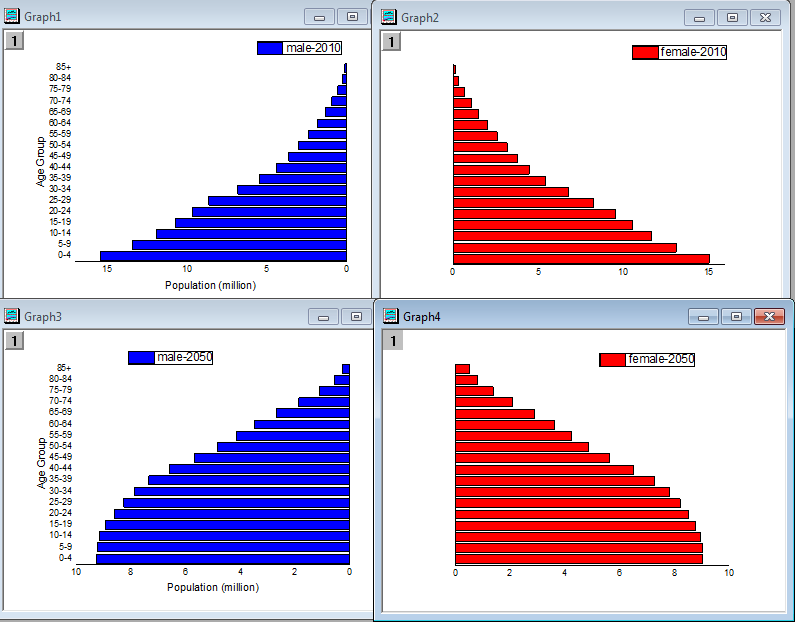 Graph1
1
male-2010
85+
80-84
75-79
70-74
65-69
60-64
55-59
50-54
45-49
40-44
35-39
30-34
25-29
20-24
15-19
10-14
5-9
0-4
Age Group
15 10 5 0
Population (million)
Graph2
1
female-2010
0 5 10 15
Graph3
1
male-2050
85+
80-84
75-79
70-74
65-69
60-64
55-59
50-54
45-49
40-44
35-39
30-34
25-29
20-24
15-19
10-14
5-9
0-4
Age Group
10 8 6 4 2 0
Population (million)
Graph4
1
female-2050
0 2 4 6 8 10